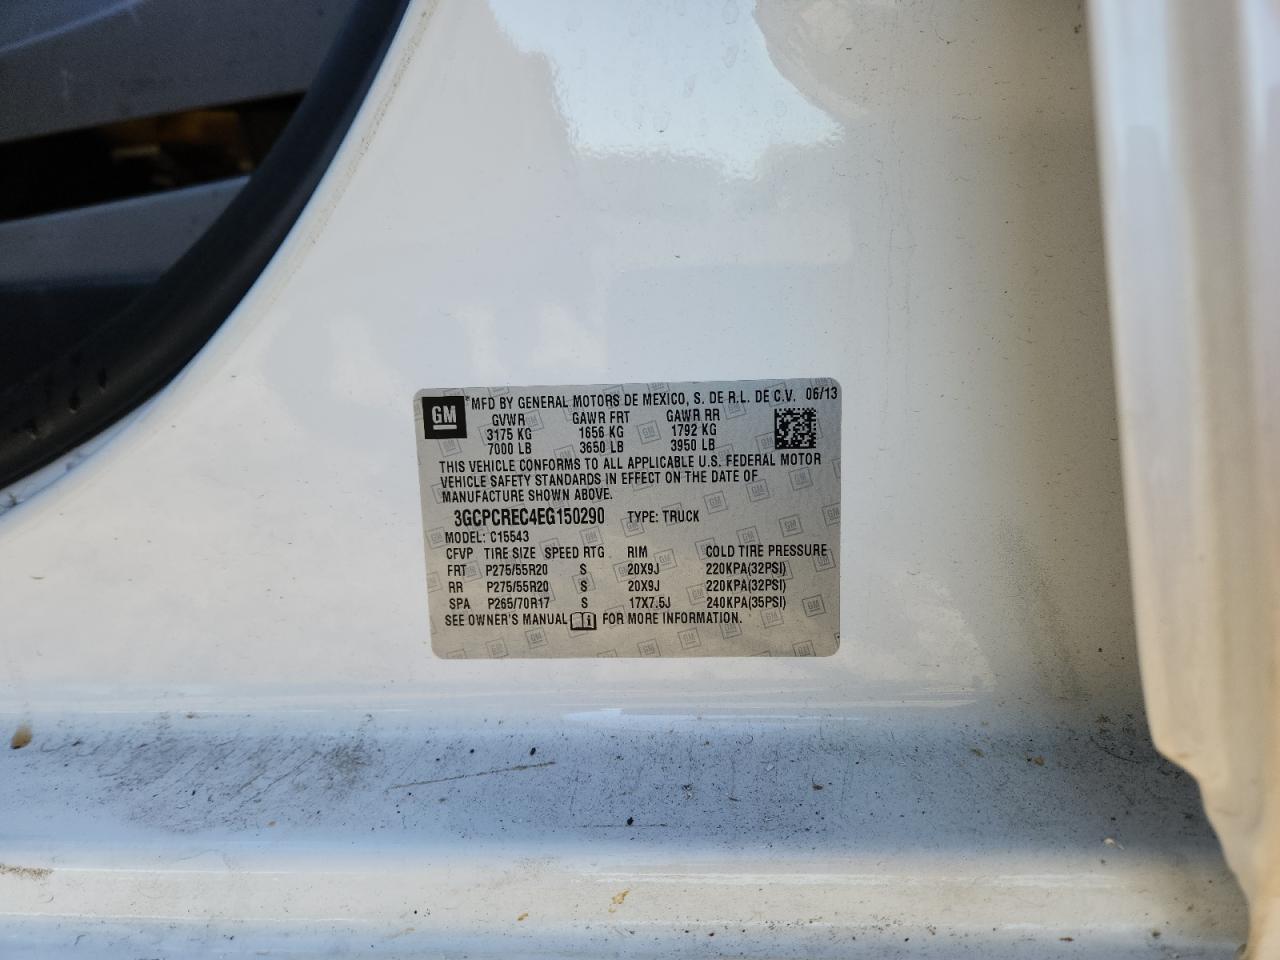 GM ® MFD BY GENERAL MOTORS DE MEXICO, S. DE R.L. DE C.V. 06/13
GVWR GAWR FRT GAWR RR
3175 KG 1656 KG 1792 KG
7000 LB 3650 LB 3950 LB
THIS VEHICLE CONFORMS TO ALL APPLICABLE U.S. FEDERAL MOTOR
VEHICLE SAFETY STANDARDS IN EFFECT ON THE DATE OF
MANUFACTURE SHOWN ABOVE.
3GCPCREC4EG150290 TYPE: TRUCK
MODEL: C15543
CFVP TIRE SIZE SPEED RTG RIM COLD TIRE PRESSURE
FRT P275/55R20 S 20X9J 220KPA(32PSI)
RR P275/55R20 S 20X9J 220KPA(32PSI)
SPA P265/70R17 S 17X7.5J 240KPA(35PSI)
SEE OWNER'S MANUAL i FOR MORE INFORMATION.